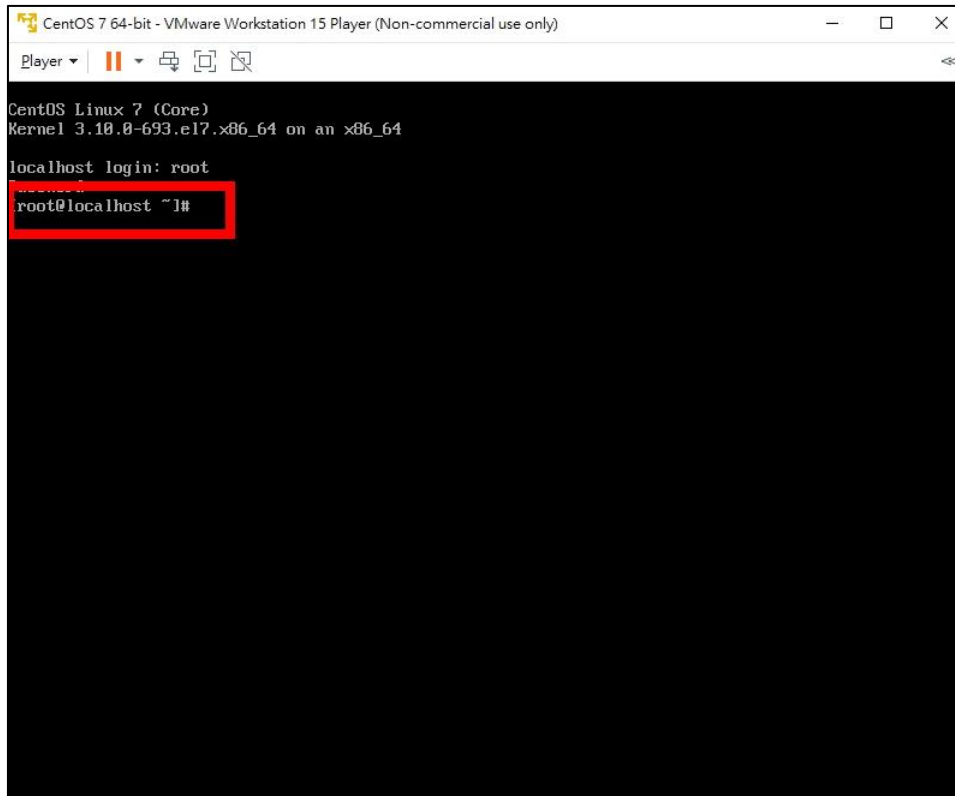 CentOS 7 64-bit - VMware Workstation 15 Player (Non-commercial use only)
Player
CentOS Linux 7 (Core)
Kernel 3.10.0-693.el7.x86_64 on an x86_64
localhost login: root
[root@localhost ~]#